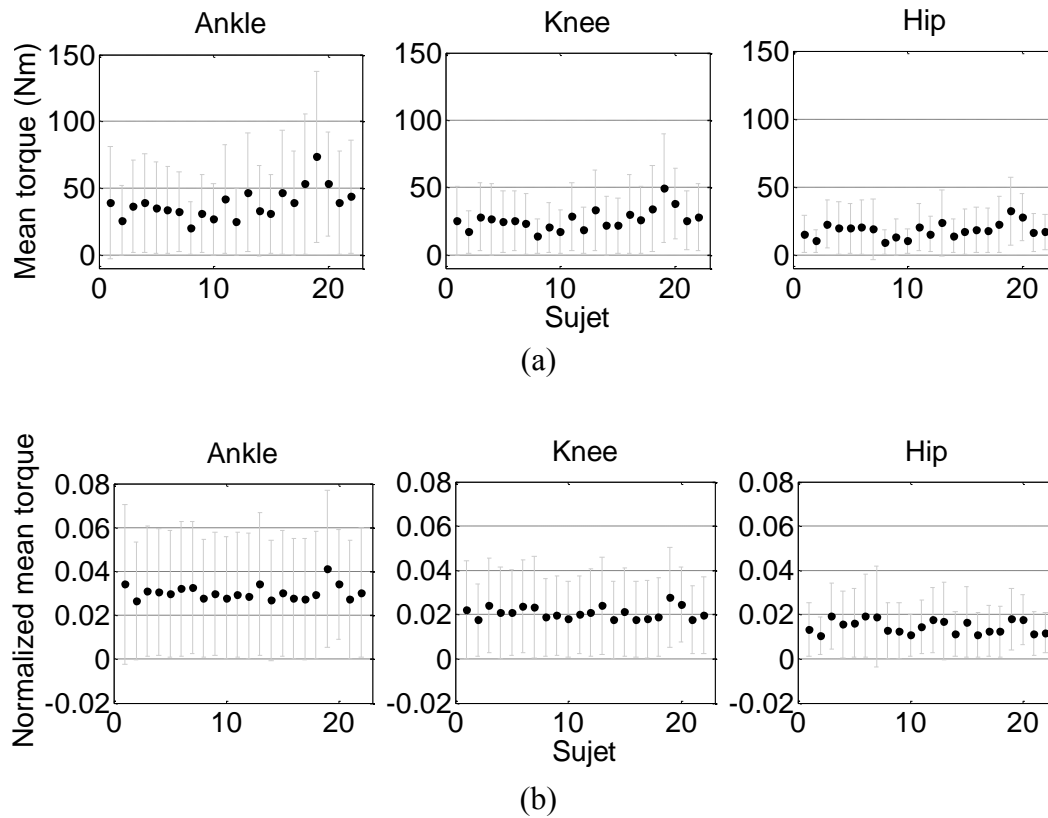 Ankle Knee Hip
Mean torque (Nm)
150 150 150
100 100 100
50 50 50
0 0 0
0 10 20 0 10 20 0 10 20
Sujet
(a)
Ankle Knee Hip
Normalized mean torque
0.08 0.08 0.08
0.06 0.06 0.06
0.04 0.04 0.04
0.02 0.02 0.02
0 0 0
-0.02 -0.02 -0.02
0 10 20 0 10 20 0 10 20
Sujet
(b)